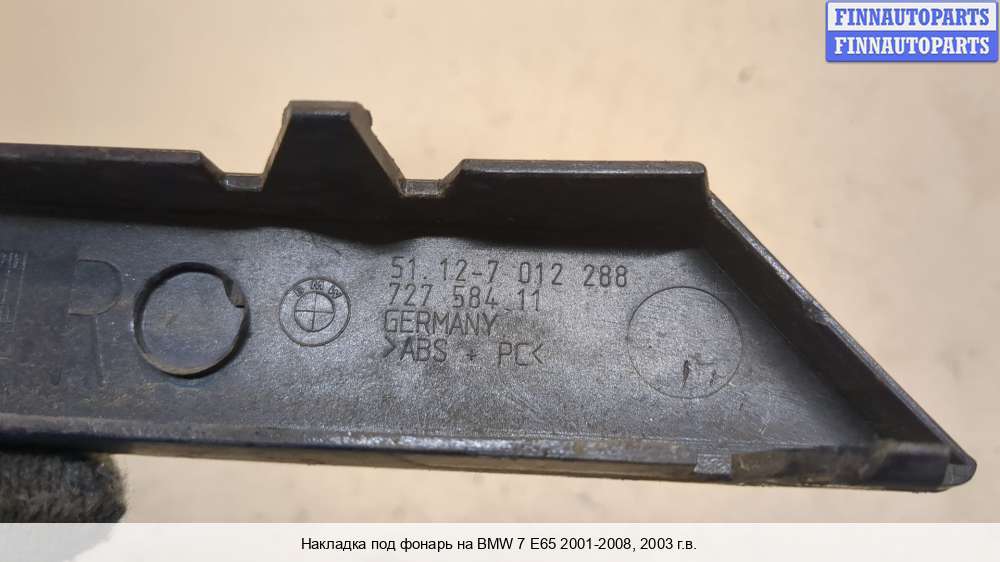 FINNAUTOPARTS
FINNAUTOPARTS
51.12-7 012 288
727 584 11
GERMANY
>ABS + PC<
R
BMW
Накладка под фонарь на BMW 7 E65 2001-2008, 2003 г.в.